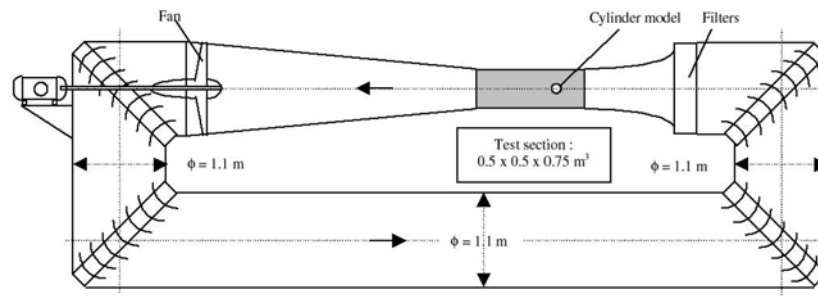 Fan
Cylinder model
Filters
Test section :
0.5 x 0.5 x 0.75 m³
ϕ = 1.1 m
ϕ = 1.1 m
ϕ = 1.1 m